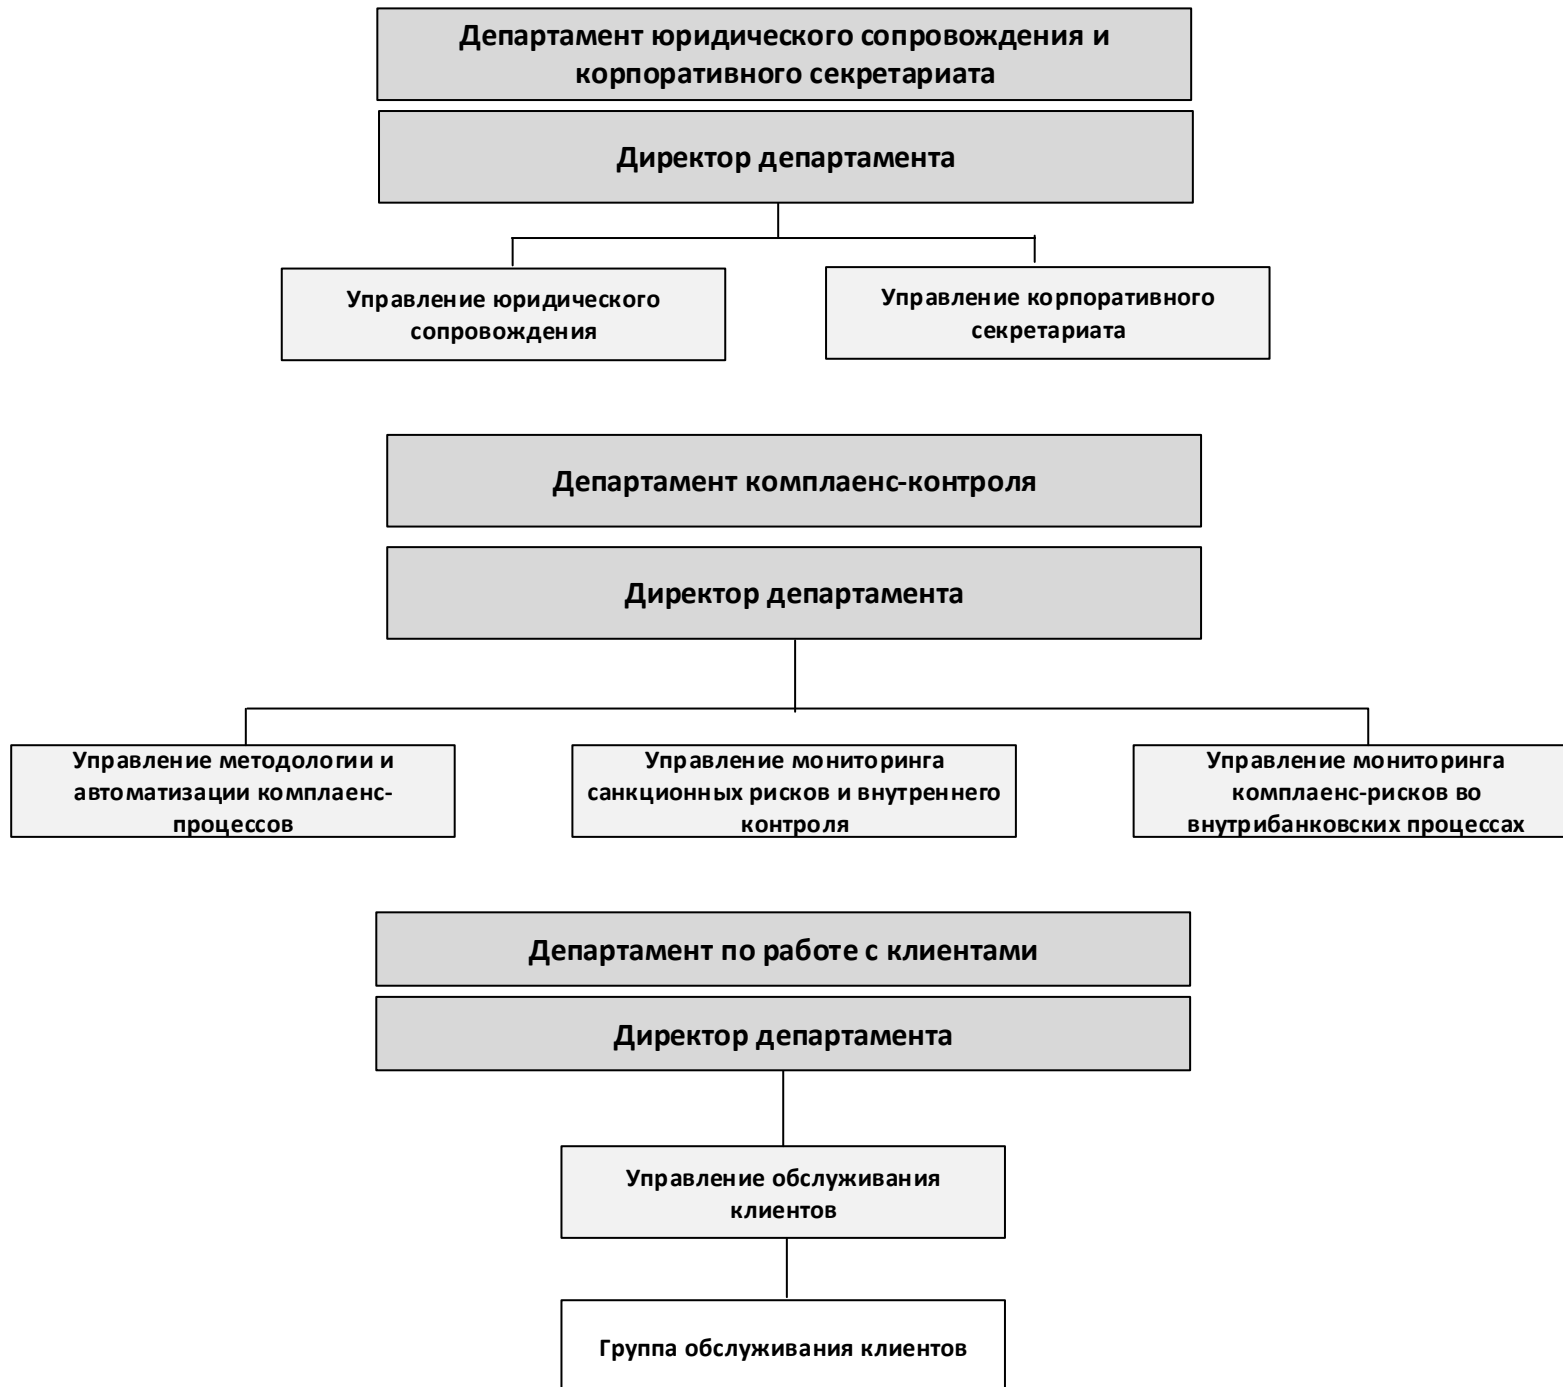 Департамент юридического сопровождения и
корпоративного секретариата
Директор департамента
Управление юридического
сопровождения
Управление корпоративного
секретариата
Департамент комплаенс-контроля
Директор департамента
Управление методологии и
автоматизации комплаенс-
процессов
Управление мониторинга
санкционных рисков и внутреннего
контроля
Управление мониторинга
комплаенс-рисков во
внутрибанковских процессах
Департамент по работе с клиентами
Директор департамента
Управление обслуживания
клиентов
Группа обслуживания клиентов